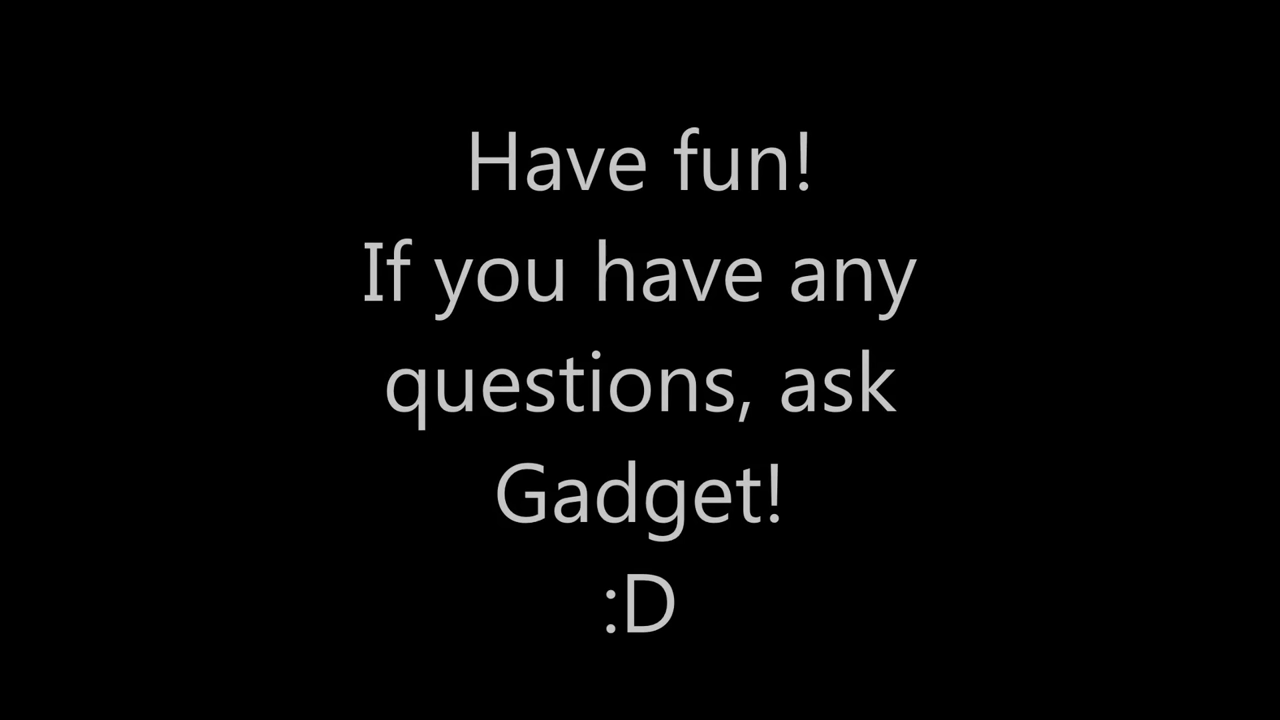 Have fun!
If you have any
questions, ask
Gadget!
:D